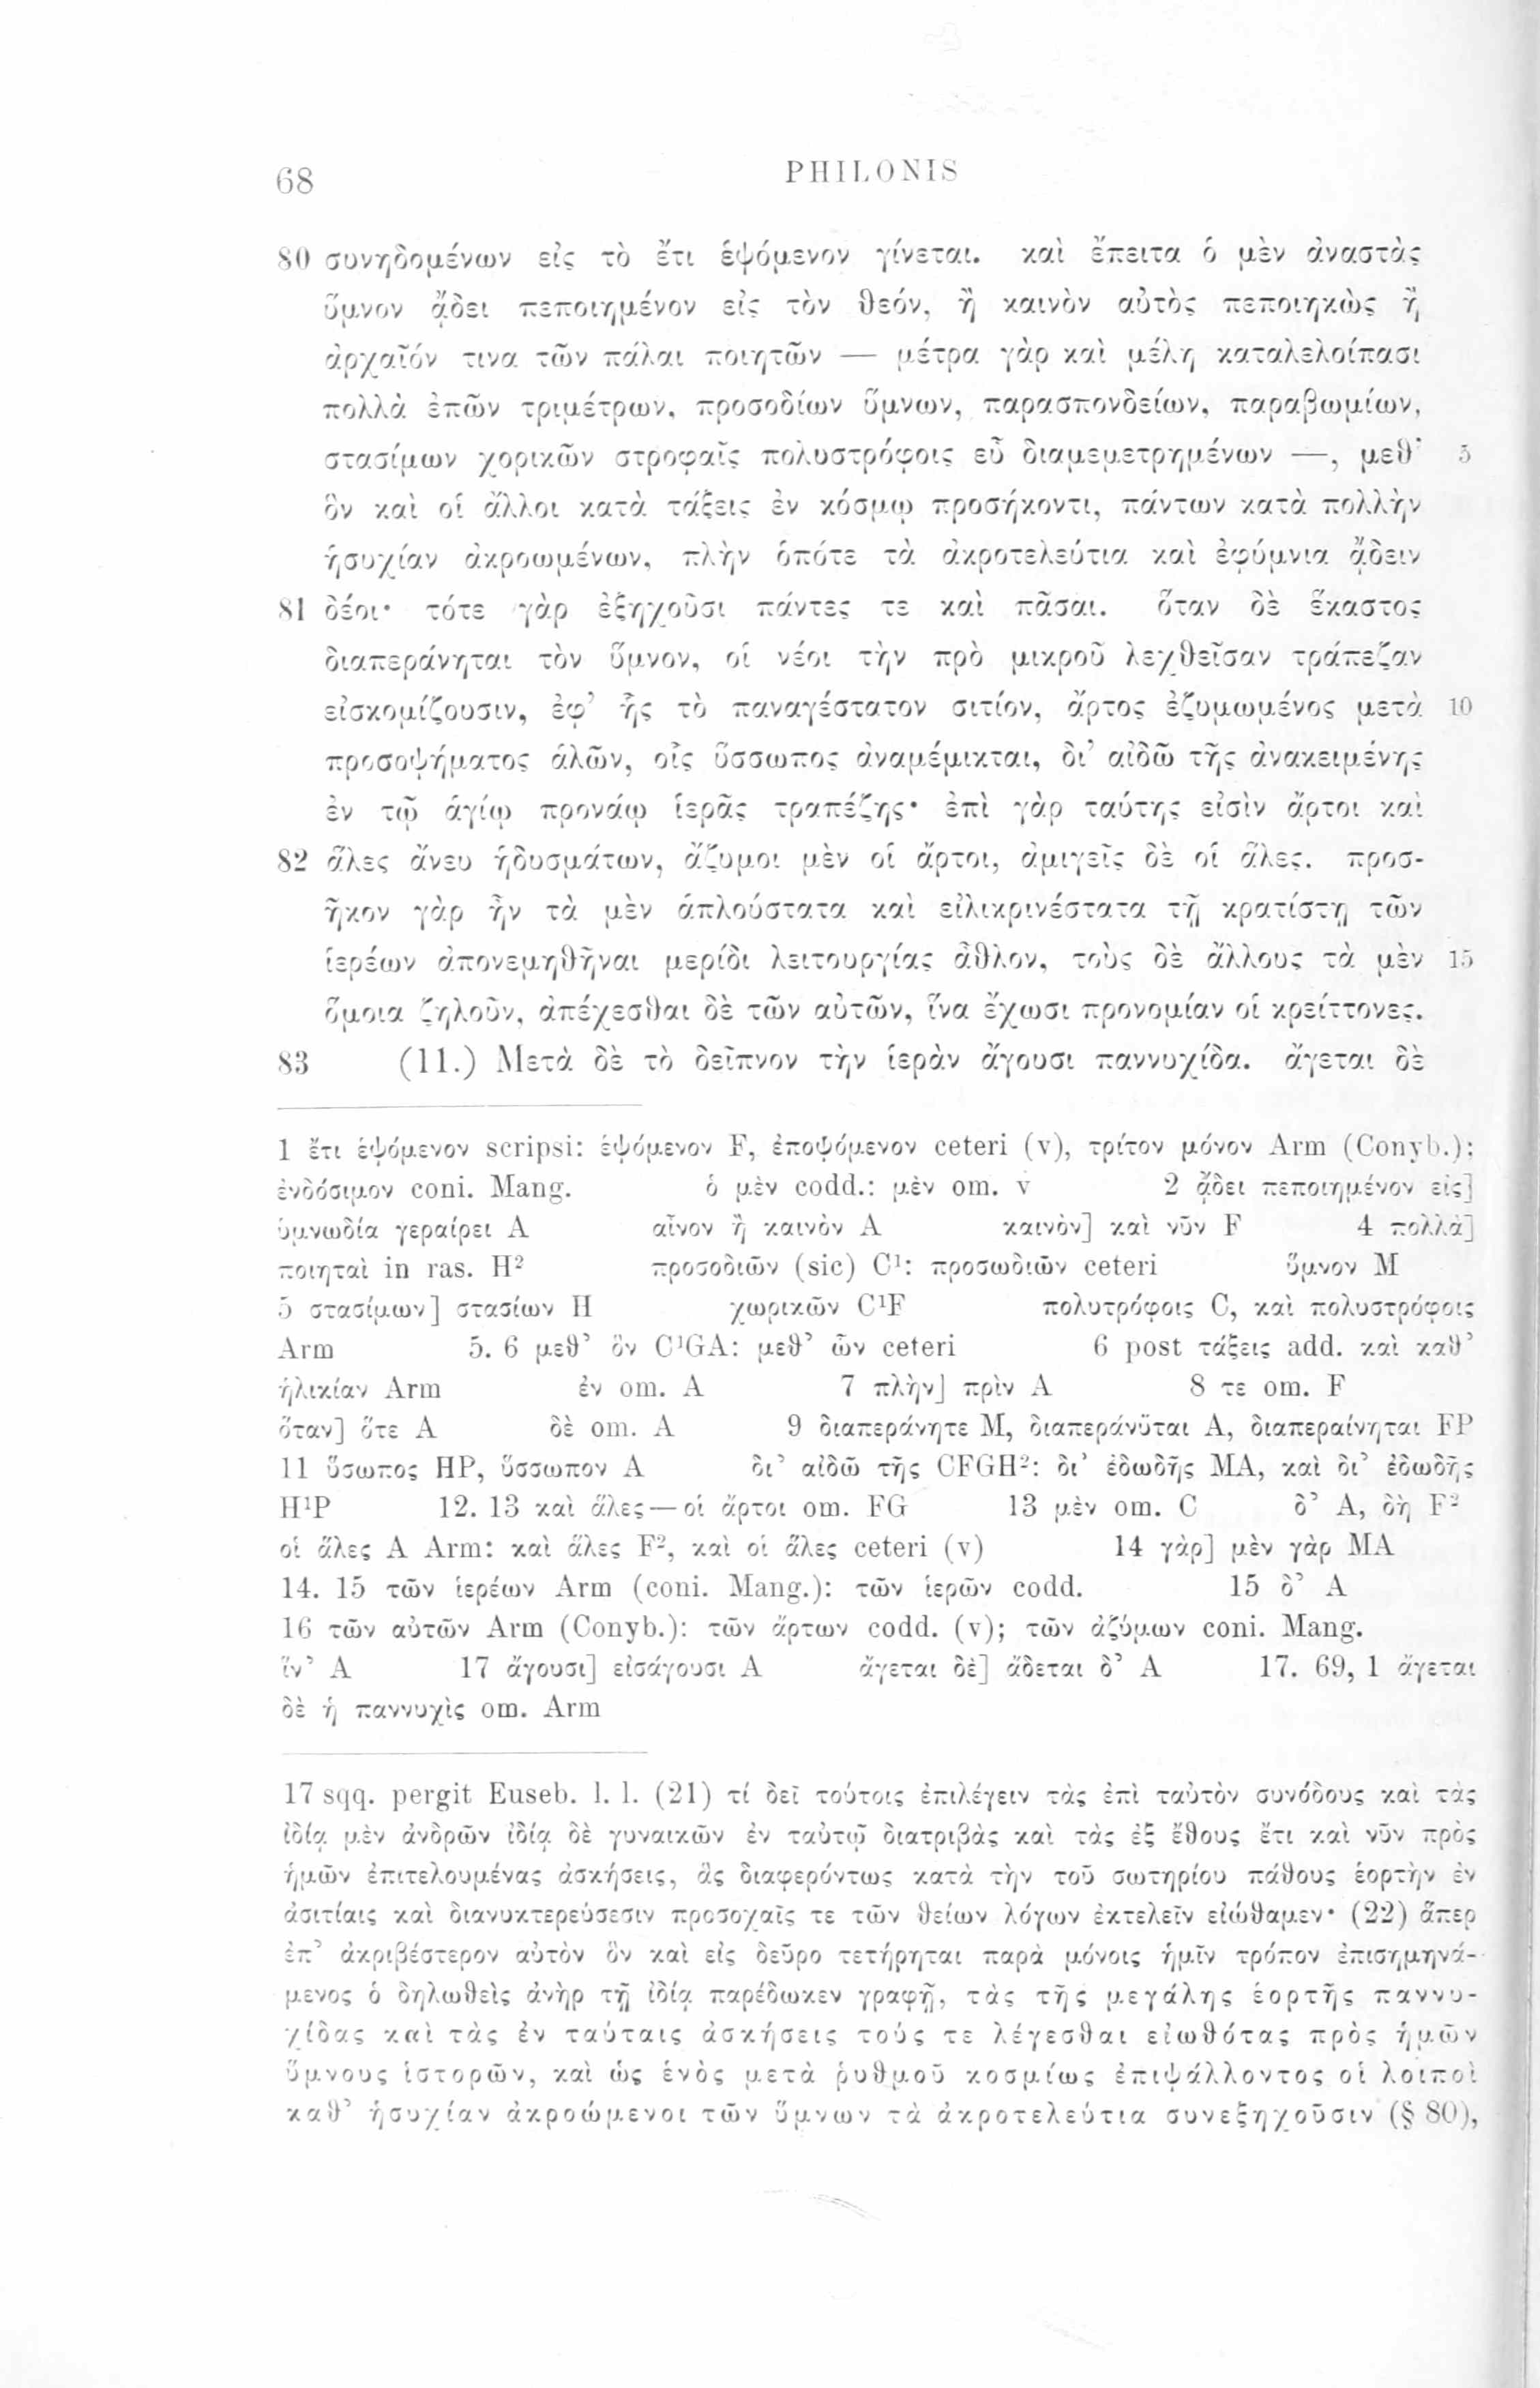 68 PHILONIS
80 συνηδομένων εἰς τὸ ἔτι ἑψόμενον γίνεται. καὶ ἔπειτα ὁ μὲν ἀναστὰς
ὕμνον ᾄδει πεποιημένον εἰς τὸν θεόν, ἢ καινὸν αὐτὸς πεποιηκὼς ἢ
ἀρχαῖόν τινα τῶν πάλαι ποιητῶν — μέτρα γὰρ καὶ μέλη καταλελοίπασι
πολλὰ ἐπῶν τριμέτρων, προσοδίων ὕμνων, παρασπονδείων, παραβωμίων,
στασίμων χορικῶν στροφαῖς πολυστρόφοις εὖ διαμεμετρημένων —, μεθ' 5
ὃν καὶ οἱ ἄλλοι κατὰ τάξεις ἐν κόσμῳ προσήκοντι, πάντων κατὰ πολλὴν
ἡσυχίαν ἀκροωμένων, πλὴν ὁπότε τὰ ἀκροτελεύτια καὶ ἐφύμνια ᾄδειν
81 δέοι· τότε γὰρ ἐξηχοῦσι πάντες τε καὶ πᾶσαι. ὅταν δὲ ἕκαστος
διαπεράνηται τὸν ὕμνον, οἱ νέοι τὴν πρὸ μικροῦ λεχθεῖσαν τράπεζαν
εἰσκομίζουσιν, ἐφ' ἧς τὸ παναγέστατον σιτίον, ἄρτος ἐζυμωμένος μετὰ 10
προσοψήματος ἁλῶν, οἷς ὕσσωπος ἀναμέμικται, δι' αἰδῶ τῆς ἀνακειμένης
ἐν τῷ ἁγίῳ προνάῳ ἱερᾶς τραπέζης· ἐπὶ γὰρ ταύτης εἰσὶν ἄρτοι καὶ
82 ἅλες ἄνευ ἡδυσμάτων, ἄζυμοι μὲν οἱ ἄρτοι, ἀμιγεῖς δὲ οἱ ἅλες. προσ-
ῆκον γὰρ ἦν τὰ μὲν ἁπλούστατα καὶ εἰλικρινέστατα τῇ κρατίστῃ τῶν
ἱερέων ἀπονεμηθῆναι μερίδι λειτουργίας ἆθλον, τοὺς δὲ ἄλλους τὰ μὲν 15
ὅμοια ζηλοῦν, ἀπέχεσθαι δὲ τῶν αὐτῶν, ἵνα ἔχωσι προνομίαν οἱ κρείττονες.
83 (11.) Μετὰ δὲ τὸ δεῖπνον τὴν ἱερὰν ἄγουσι παννυχίδα. ἄγεται δὲ
1 ἔτι ἑψόμενον scripsi: ἑψόμενον F, ἐποψόμενον ceteri (v), τρίτον μόνον Arm (Conyb.);
ἐνδόσιμον coni. Mang. ὁ μὲν codd.: μὲν om. v 2 ᾄδει πεποιημένον εἰς]
ὑμνωδία γεραίρει A αἶνον ἢ καινὸν A καινὸν] καὶ νῦν F 4 πολλὰ]
ποιηταὶ in ras. H² προσοδιῶν (sic) C¹: προσωδιῶν ceteri ὕμνον M
5 στασίμων] στασίων H χωρικῶν C¹F πολυτρόφοις C, καὶ πολυστρόφοις
Arm 5. 6 μεθ' ὃν C¹GA: μεθ' ὧν ceteri 6 post τάξεις add. καὶ καθ'
ἡλικίαν Arm ἐν om. A 7 πλὴν] πρὶν A 8 τε om. F
ὅταν] ὅτε A δὲ om. A 9 διαπεράνητε M, διαπεράνϋται A, διαπεραίνηται FP
11 ὕσωπος HP, ὕσσωπον A δι' αἰδῶ τῆς CFGH²: δι' ἐδωδῆς MA, καὶ δι' ἐδωδῆς
H¹P 12. 13 καὶ ἅλες — οἱ ἄρτοι om. FG 13 μὲν om. C δ' A, δὴ F²
οἱ ἅλες A Arm: καὶ ἅλες F², καὶ οἱ ἅλες ceteri (v) 14 γὰρ] μὲν γὰρ MA
14. 15 τῶν ἱερέων Arm (coni. Mang.): τῶν ἱερῶν codd. 15 δ' A
16 τῶν αὐτῶν Arm (Conyb.): τῶν ἄρτων codd. (v); τῶν ἀζύμων coni. Mang.
ἵν' A 17 ἄγουσι] εἰσάγουσι A ἄγεται δὲ] ἄδεται δ' A 17. 69, 1 ἄγεται
δὲ ἡ παννυχὶς om. Arm
17 sqq. pergit Euseb. l. l. (21) τί δεῖ τούτοις ἐπιλέγειν τὰς ἐπὶ ταὐτὸν συνόδους καὶ τὰς
ἰδίᾳ μὲν ἀνδρῶν ἰδίᾳ δὲ γυναικῶν ἐν ταὐτῷ διατριβὰς καὶ τὰς ἐξ ἔθους ἔτι καὶ νῦν πρὸς
ἡμῶν ἐπιτελουμένας ἀσκήσεις, ἃς διαφερόντως κατὰ τὴν τοῦ σωτηρίου πάθους ἑορτὴν ἐν
ἀσιτίαις καὶ διανυκτερεύσεσιν προσοχαῖς τε τῶν θείων λόγων ἐκτελεῖν εἰώθαμεν· (22) ἅπερ
ἐπ' ἀκριβέστερον αὐτὸν ὃν καὶ εἰς δεῦρο τετήρηται παρὰ μόνοις ἡμῖν τρόπον ἐπισημηνά-
μενος ὁ δηλωθεὶς ἀνὴρ τῇ ἰδίᾳ παρέδωκεν γραφῇ, τὰς τῆς μεγάλης ἑορτῆς παννυ-
χίδας καὶ τὰς ἐν ταύταις ἀσκήσεις τούς τε λέγεσθαι εἰωθότας πρὸς ἡμῶν
ὕμνους ἱστορῶν, καὶ ὡς ἑνὸς μετὰ ῥυθμοῦ κοσμίως ἐπιψάλλοντος οἱ λοιποὶ
καθ' ἡσυχίαν ἀκροώμενοι τῶν ὕμνων τὰ ἀκροτελεύτια συνεξηχοῦσιν (§ 80),